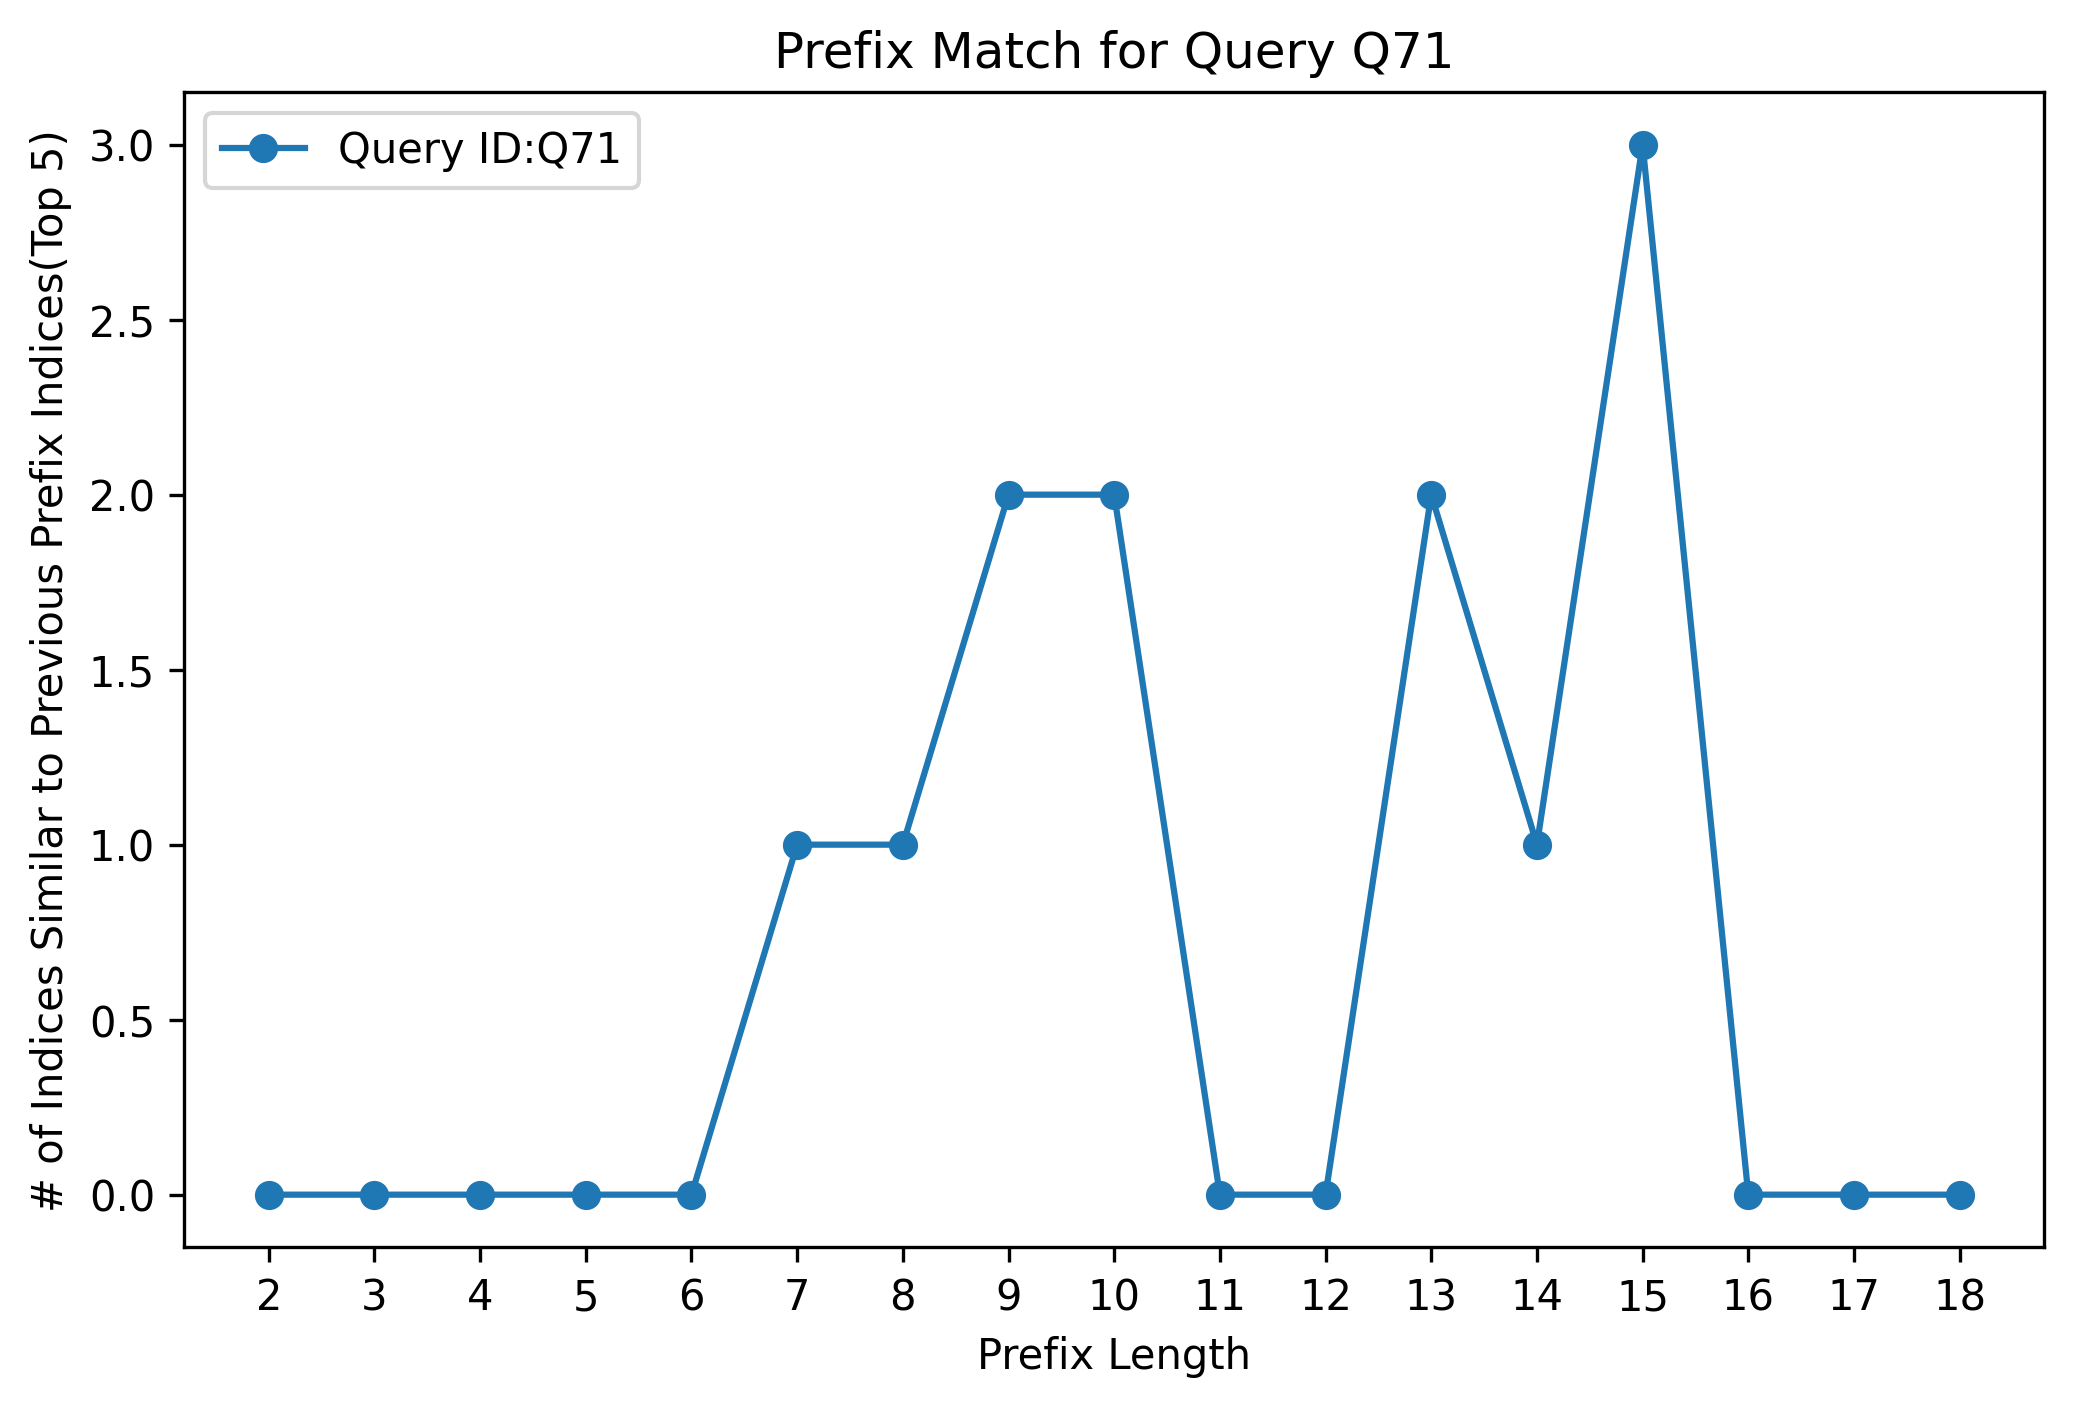 Prefix Match for Query Q71
Query ID:Q71
# of Indices Similar to Previous Prefix Indices(Top 5)
3.0
2.5
2.0
1.5
1.0
0.5
0.0
2 3 4 5 6 7 8 9 10 11 12 13 14 15 16 17 18
Prefix Length